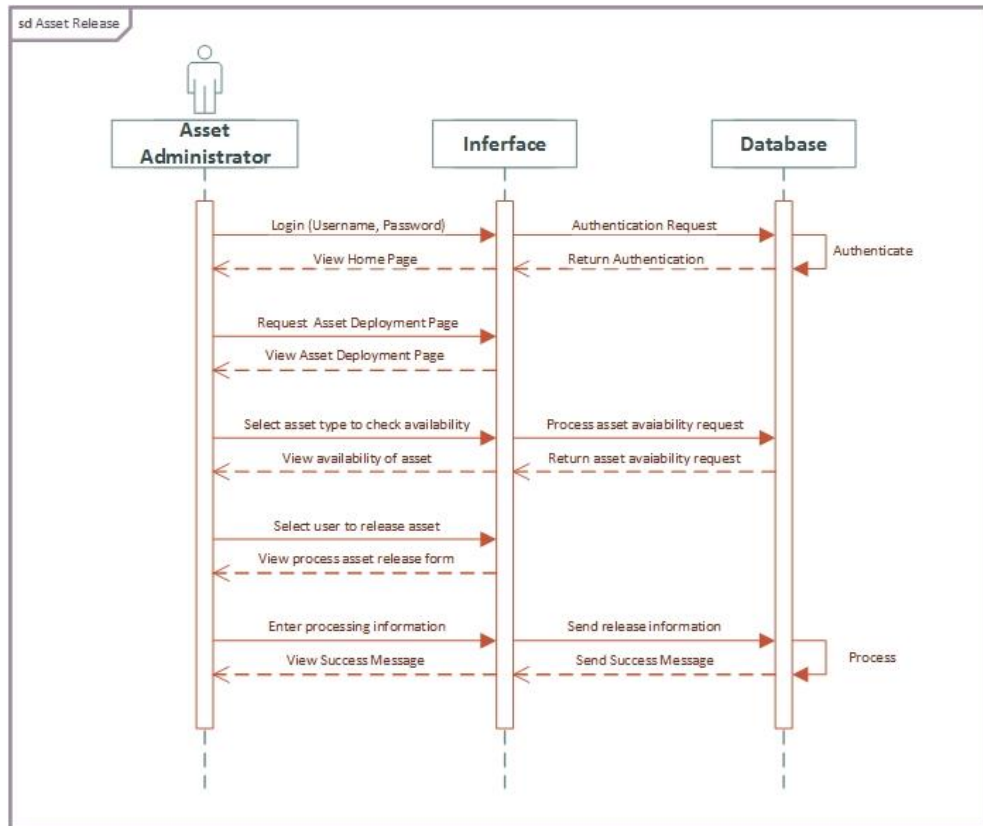 sd Asset Release
Asset
Administrator
Inferface
Database
Login (Username, Password)
Authentication Request
Authenticate
View Home Page
Return Authentication
Request Asset Deployment Page
View Asset Deployment Page
Select asset type to check availability
Process asset avaiability request
View availability of asset
Return asset avaiability request
Select user to release asset
View process asset release form
Enter processing information
Send release information
Process
View Success Message
Send Success Message